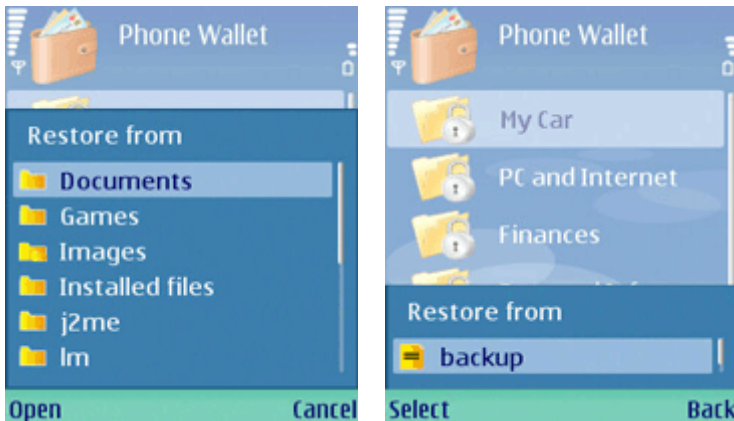 Phone Wallet
Restore from
Documents
Games
Images
Installed files
j2me
lm
Open Cancel
Phone Wallet
My Car
PC and Internet
Finances
Restore from
backup
Select Back